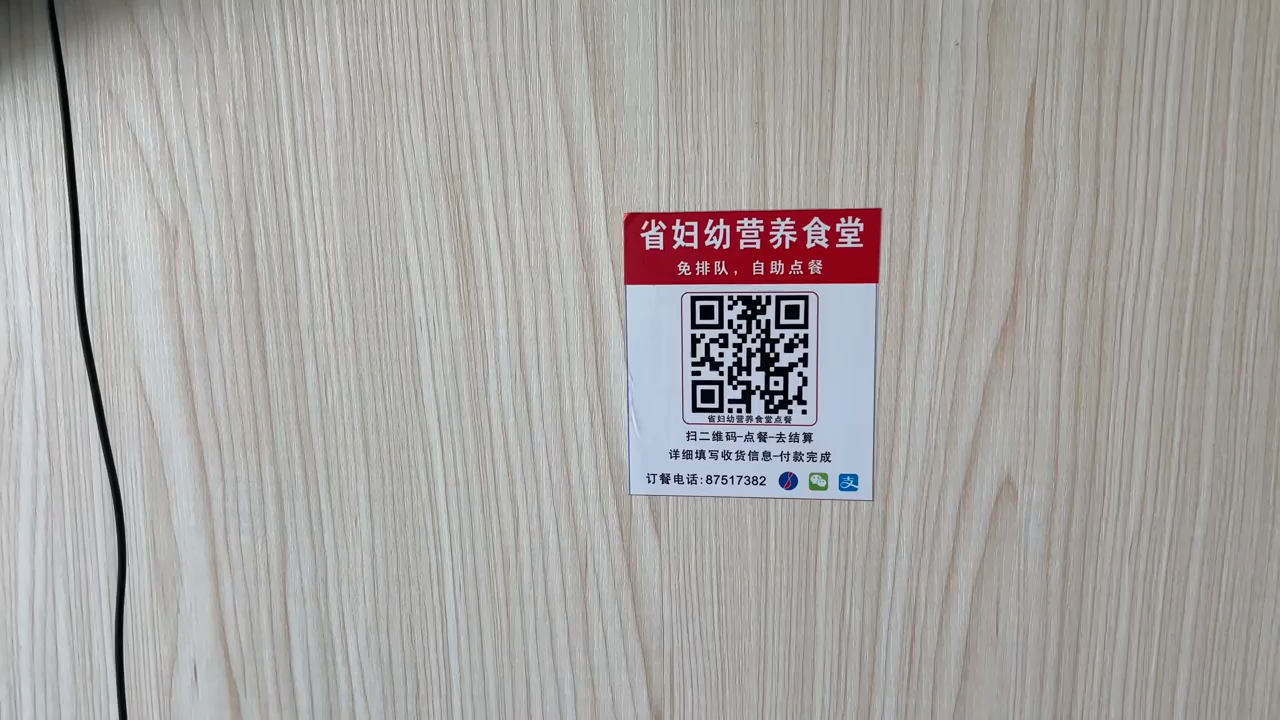 省妇幼营养食堂
免排队，自助点餐
省妇幼营养食堂点餐
扫二维码-点餐-去结算
详细填写收货信息-付款完成
订餐电话:87517382
支